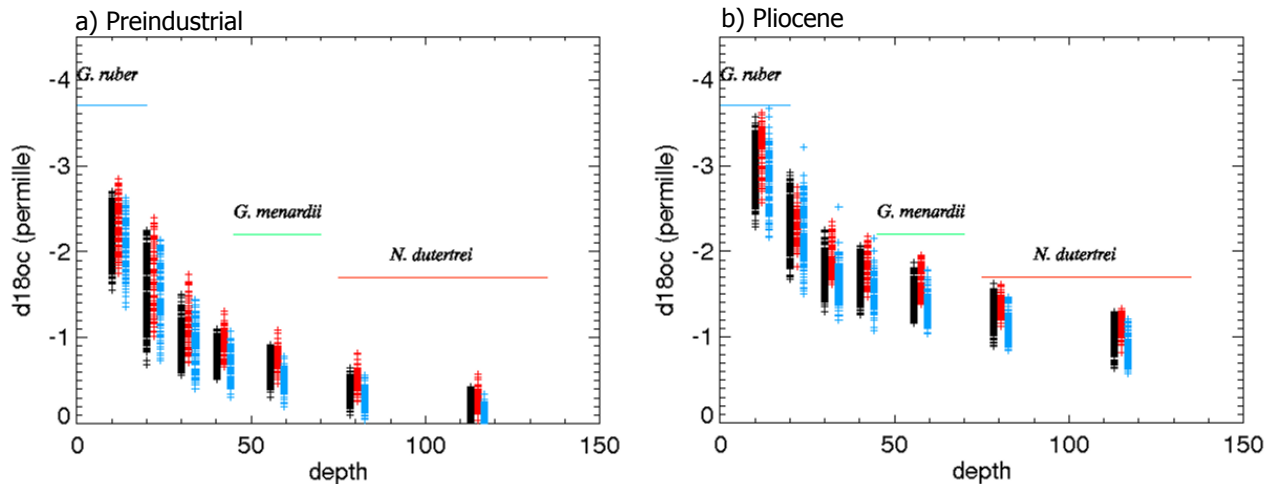 a) Preindustrial
-4
-3
-2
-1
0
G. ruber
G. menardii
N. dutertrei
d18oc (permille)
0
50
100
150
depth
b) Pliocene
-4
-3
-2
-1
0
G. ruber
G. menardii
N. dutertrei
d18oc (permille)
0
50
100
150
depth